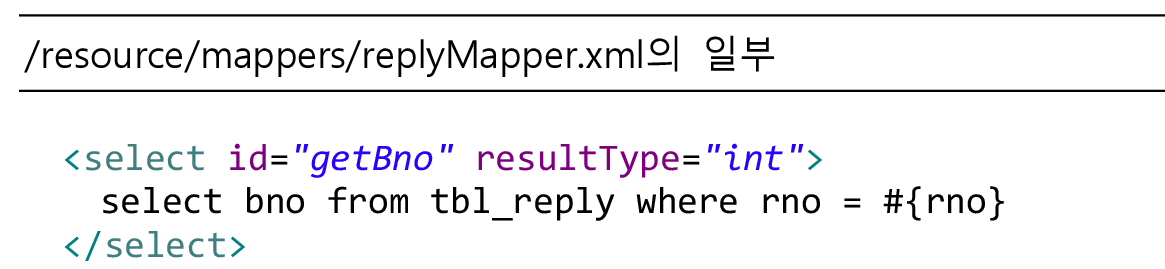 /resource/mappers/replyMapper.xml의 일부
<select id="getBno" resultType="int">
select bno from tbl_reply where rno = #{rno}
</select>